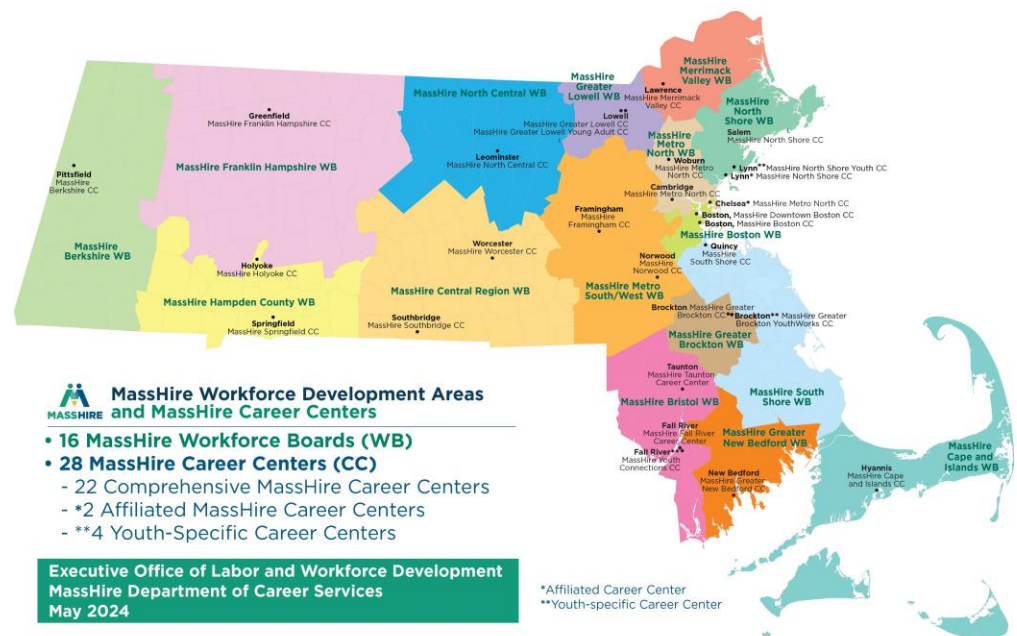 MassHire
Berkshire WB
Pittsfield
MassHire
Berkshire CC
MassHire Franklin Hampshire WB
Greenfield
MassHire Franklin Hampshire CC
MassHire Hampden County WB
Holyoke
MassHire Holyoke CC
Springfield
MassHire Springfield CC
MassHire North Central WB
Leominster
MassHire North Central CC
MassHire Central Region WB
Worcester
MassHire Worcester CC
Southbridge
MassHire Southbridge CC
MassHire
Greater
Lowell WB
Lowell
MassHire Greater Lowell CC
MassHire Greater Lowell Young Adult CC
MassHire
Merrimack
Valley WB
Lawrence
MassHire Merrimack
Valley CC
MassHire
North
Shore WB
Salem
MassHire North Shore CC
Lynn**MassHire North Shore Youth CC
Lynn* MassHire North Shore CC
MassHire
Metro
North WB
Woburn
MassHire Metro
North CC
Cambridge
MassHire Metro North CC
Chelsea* MassHire Metro North CC
Boston, MassHire Downtown Boston CC
Boston, MassHire Boston CC
MassHire Boston WB
Framingham
MassHire
Framingham CC
Norwood
MassHire
Norwood CC
MassHire Metro
South/West WB
Quincy
MassHire
South Shore CC
MassHire South
Shore WB
Brockton MassHire Greater
Brockton CC
Brockton** MassHire Greater
Brockton YouthWorks CC
MassHire Greater
Brockton WB
Taunton
MassHire Taunton
Career Center
MassHire Bristol WB
Fall River
MassHire Fall River
Career Center
Fall River**
MassHire Youth
Connections CC
MassHire Greater
New Bedford WB
New Bedford
MassHire Greater
New Bedford CC
MassHire
Cape and
Islands WB
Hyannis
MassHire Cape
and Islands CC
MASSHIRE
MassHire Workforce Development Areas
and MassHire Career Centers
• 16 MassHire Workforce Boards (WB)
• 28 MassHire Career Centers (CC)
- 22 Comprehensive MassHire Career Centers
- *2 Affiliated MassHire Career Centers
- **4 Youth-Specific Career Centers
Executive Office of Labor and Workforce Development
MassHire Department of Career Services
May 2024
*Affiliated Career Center
**Youth-specific Career Center